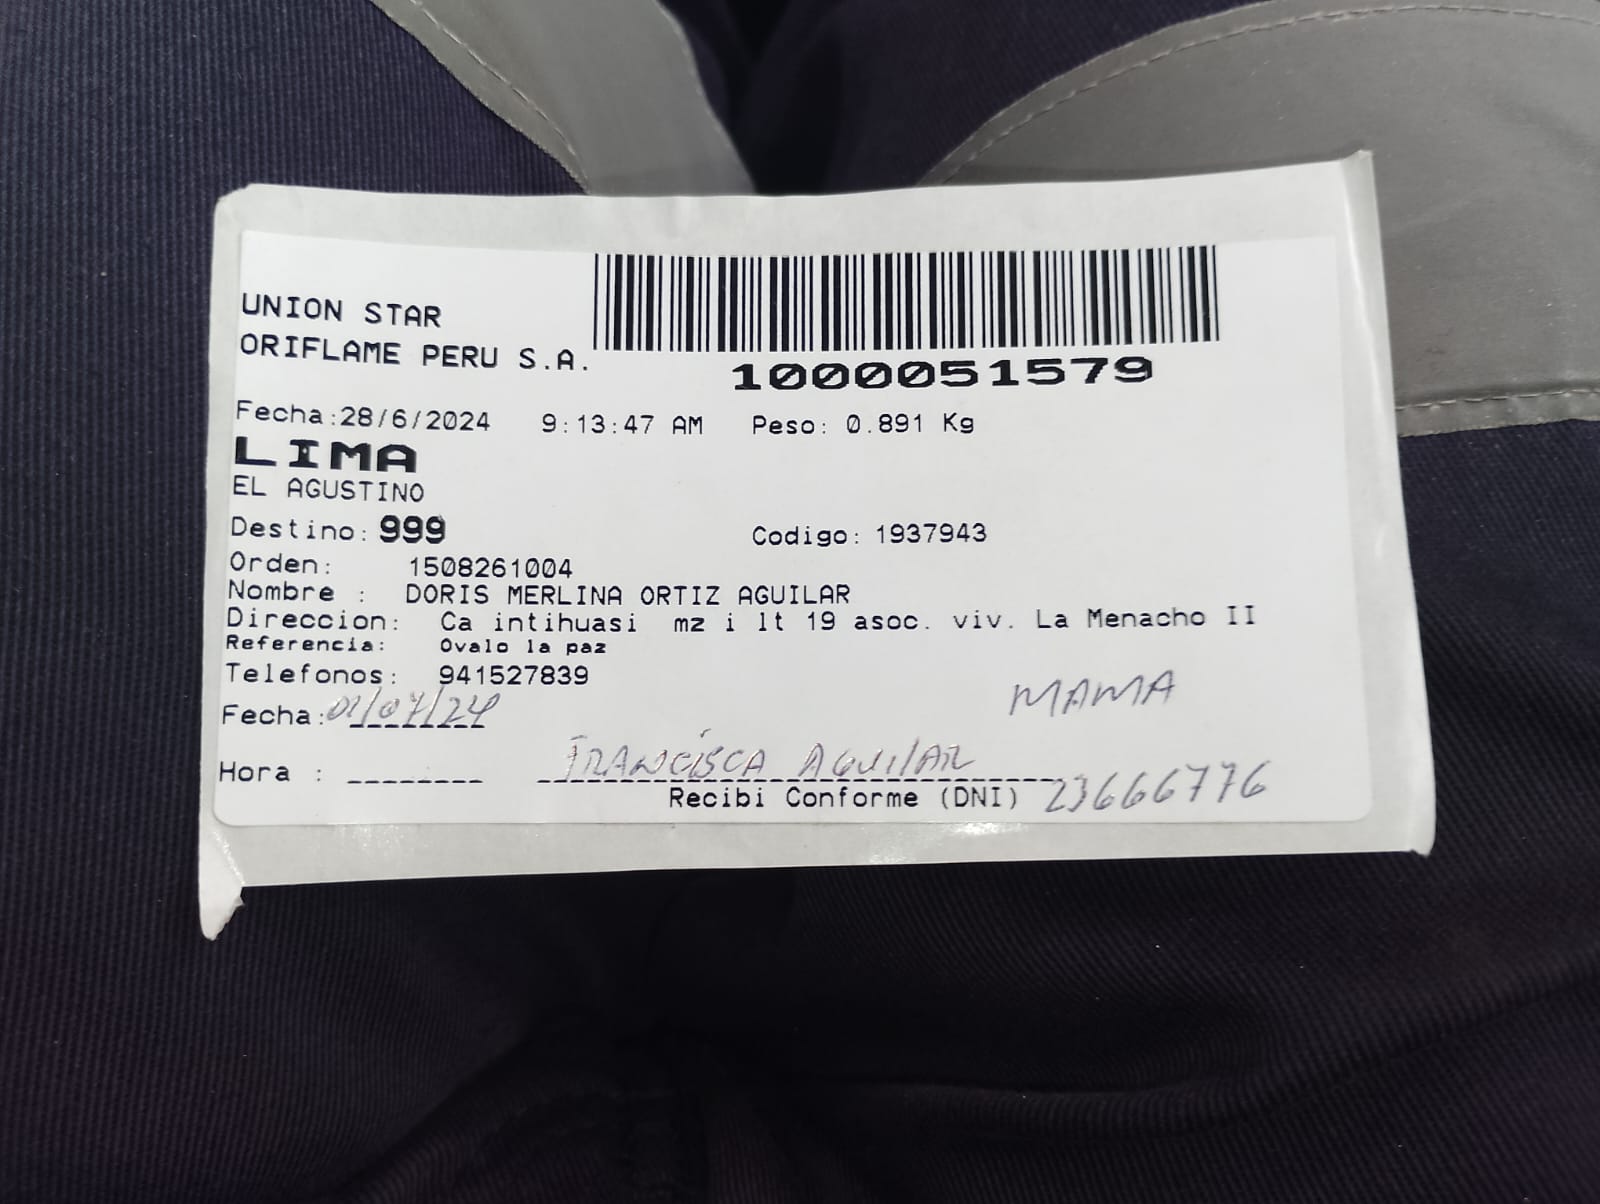 UNION STAR
ORIFLAME PERU S.A.
1000051579
Fecha:28/6/2024 9:13:47 AM Peso: 0.891 Kg
LIMA
EL AGUSTINO
Destino: 999 Codigo: 1937943
Orden: 1508261004
Nombre : DORIS MERLINA ORTIZ AGUILAR
Direccion: Ca intihuasi mz i lt 19 asoc. viv. La Menacho II
Referencia: Ovalo la paz
Telefonos: 941527839
MAMA
Fecha:01/07/24
FRANCISCA AGUILAR
Hora : ________ 
Recibi Conforme (DNI) 23666776